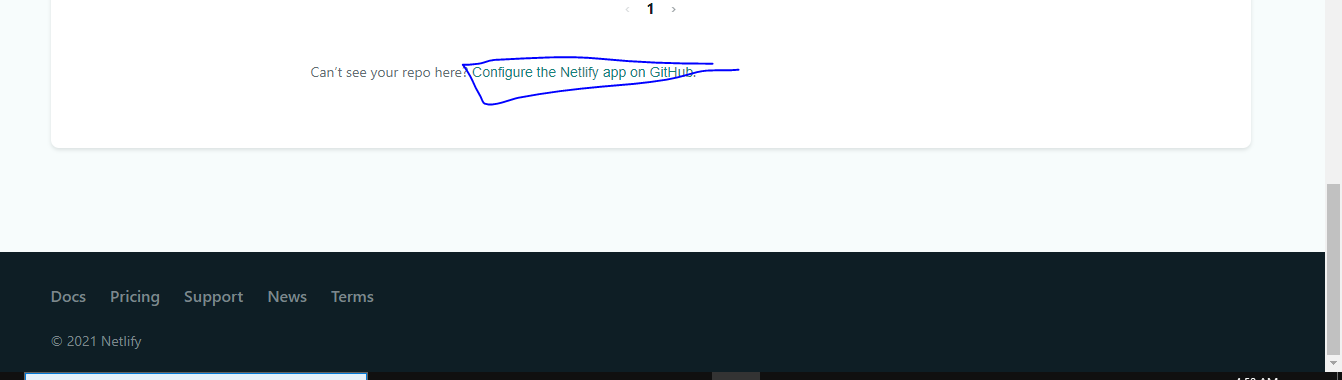 ‹ 1 ›
Can't see your repo here? Configure the Netlify app on GitHub.
Docs Pricing Support News Terms
© 2021 Netlify